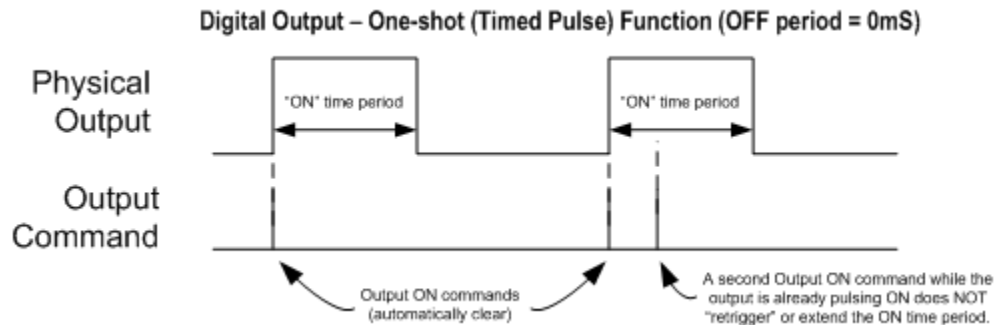 Digital Output – One-shot (Timed Pulse) Function (OFF period = 0mS)
Physical
Output
"ON" time period
"ON" time period
Output
Command
Output ON commands
(automatically clear)
A second Output ON command while the
output is already pulsing ON does NOT
"retrigger" or extend the ON time period.